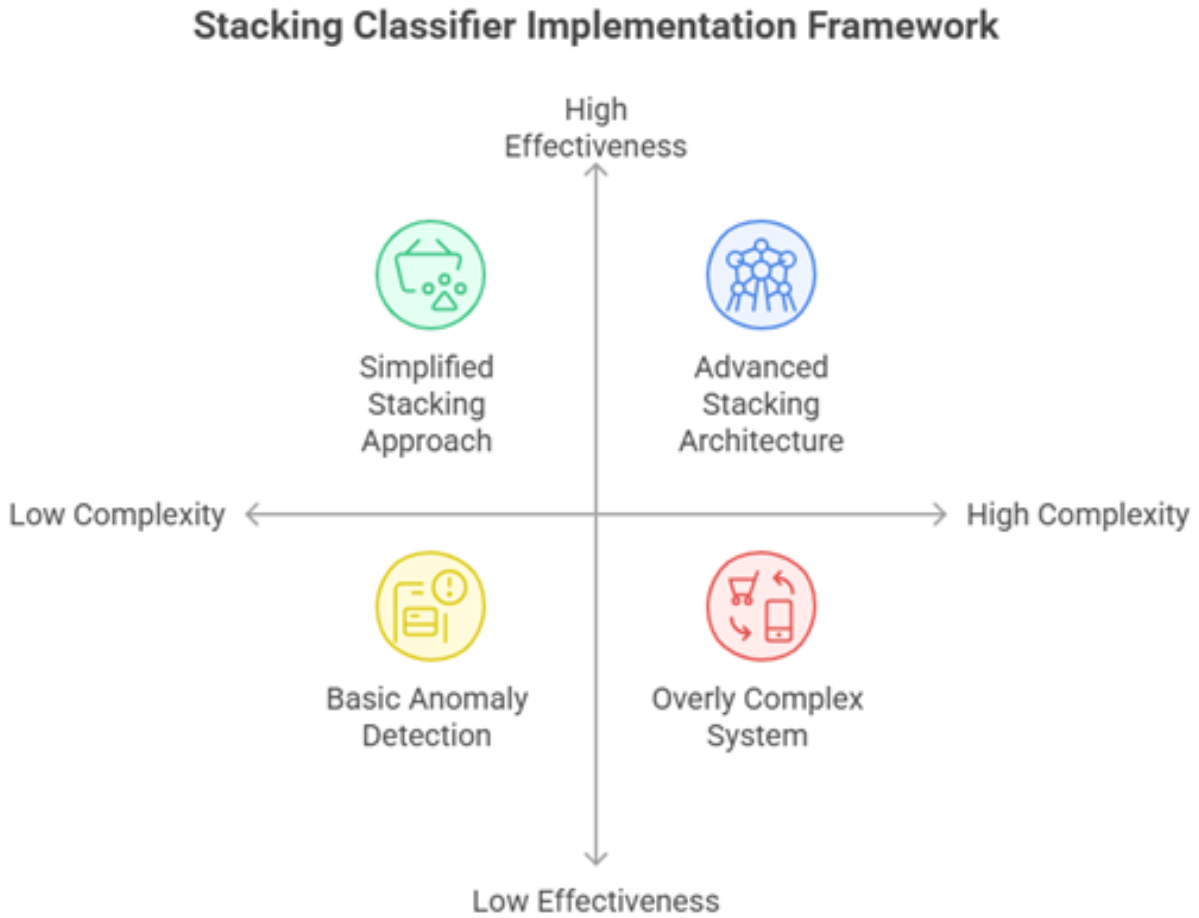 Stacking Classifier Implementation Framework
High
Effectiveness
Simplified
Stacking
Approach
Advanced
Stacking
Architecture
Low Complexity
High Complexity
Basic Anomaly
Detection
Overly Complex
System
Low Effectiveness